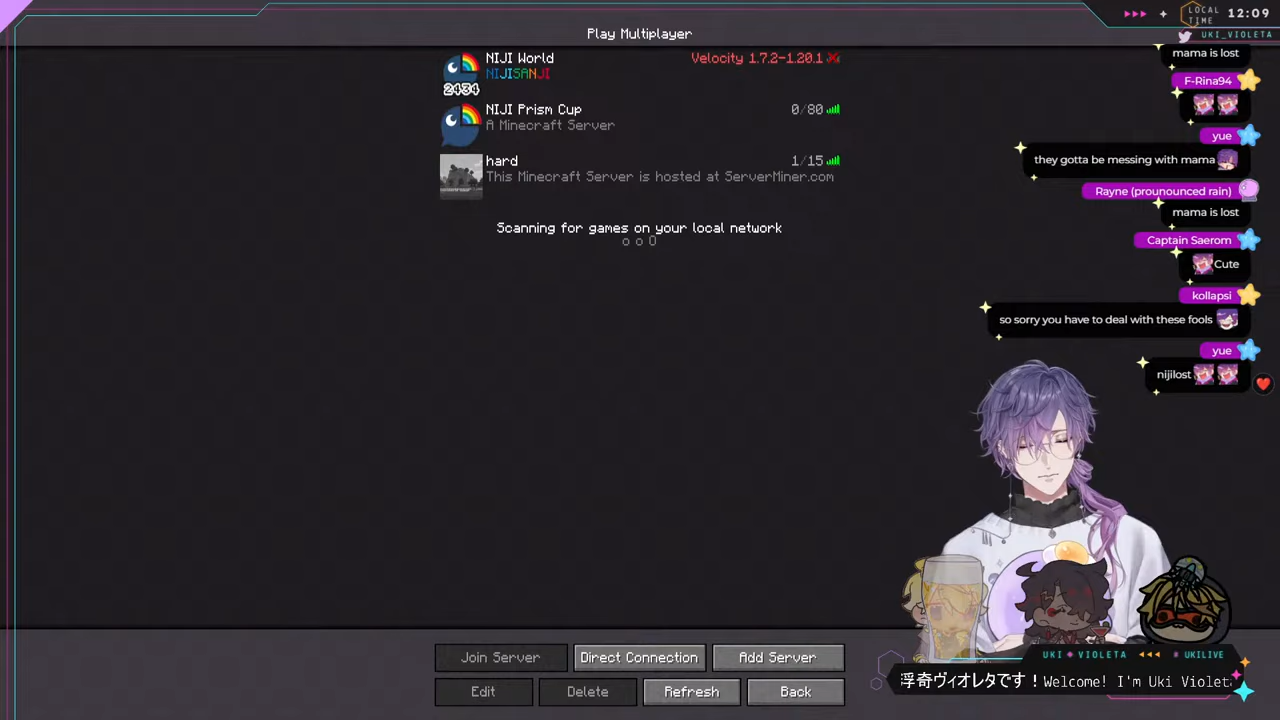 Play Multiplayer
NIJI World
Velocity 1.7.2-1.20.1
NIJISANJI
2434
NIJI Prism Cup
0/80
A Minecraft Server
hard
1/15
This Minecraft Server is hosted at ServerMiner.com
Scanning for games on your local network
o o O
Join Server
Direct Connection
Add Server
Edit
Delete
Refresh
Back
LOCAL
TIME
12:09
UKI_VIOLETA
mama is lost
F-Rina94
yue
they gotta be messing with mama
Rayne (prounounced rain)
mama is lost
Captain Saerom
Cute
kollapsi
so sorry you have to deal with these fools
yue
nijilost
UKI VIOLETA
# UKILIVE
浮奇ヴィオレタです！Welcome! I'm Uki Violet